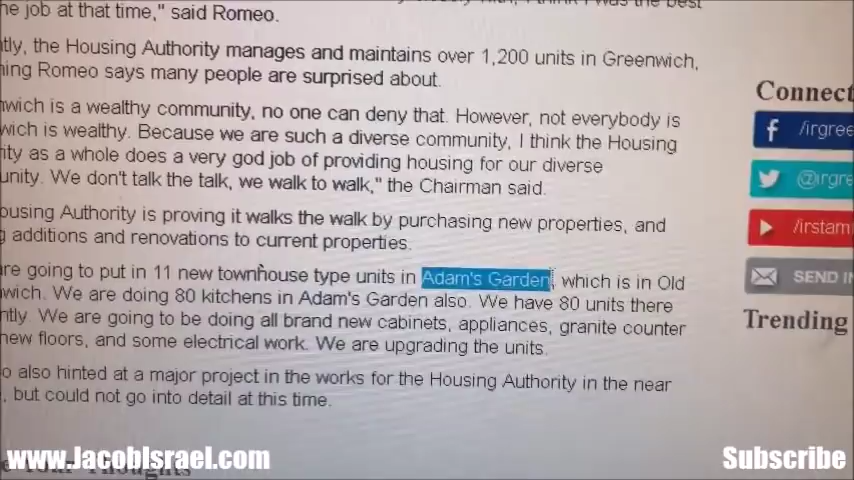 he job at that time," said Romeo.
ntly, the Housing Authority manages and maintains over 1,200 units in Greenwich,
hing Romeo says many people are surprised about.
nwich is a wealthy community, no one can deny that. However, not everybody is
wich is wealthy. Because we are such a diverse community, I think the Housing
rity as a whole does a very god job of providing housing for our diverse
unity. We don't talk the talk, we walk to walk," the Chairman said.
ousing Authority is proving it walks the walk by purchasing new properties, and
g additions and renovations to current properties.
are going to put in 11 new townhouse type units in Adam's Garden, which is in Old
wich. We are doing 80 kitchens in Adam's Garden also. We have 80 units there
ntly. We are going to be doing all brand new cabinets, appliances, granite counter
new floors, and some electrical work. We are upgrading the units.
o also hinted at a major project in the works for the Housing Authority in the near
, but could not go into detail at this time.
Connect
/irgree
@irgre
/irstam
SEND IN
Trending
Your Thoughts
www.JacobIsrael.com
Subscribe